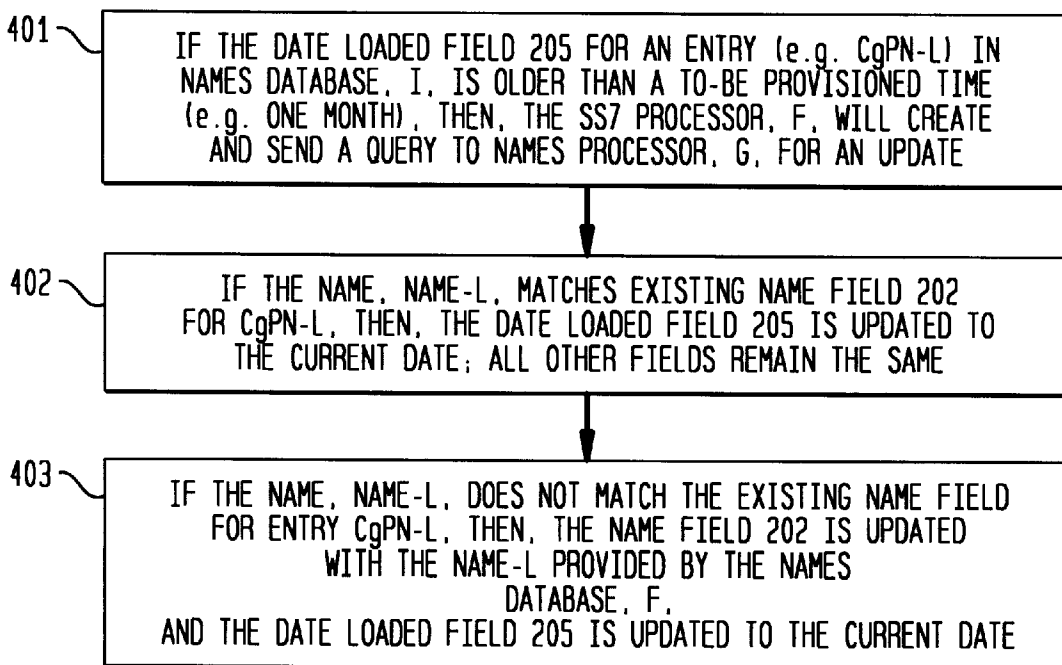 401
IF THE DATE LOADED FIELD 205 FOR AN ENTRY (e.g. CgPN-L) IN
NAMES DATABASE, I, IS OLDER THAN A TO-BE PROVISIONED TIME
(e.g. ONE MONTH), THEN, THE SS7 PROCESSOR, F, WILL CREATE
AND SEND A QUERY TO NAMES PROCESSOR, G, FOR AN UPDATE
402
IF THE NAME, NAME-L, MATCHES EXISTING NAME FIELD 202
FOR CgPN-L, THEN, THE DATE LOADED FIELD 205 IS UPDATED TO
THE CURRENT DATE; ALL OTHER FIELDS REMAIN THE SAME
403
IF THE NAME, NAME-L, DOES NOT MATCH THE EXISTING NAME FIELD
FOR ENTRY CgPN-L, THEN, THE NAME FIELD 202 IS UPDATED
WITH THE NAME-L PROVIDED BY THE NAMES
DATABASE, F,
AND THE DATE LOADED FIELD 205 IS UPDATED TO THE CURRENT DATE